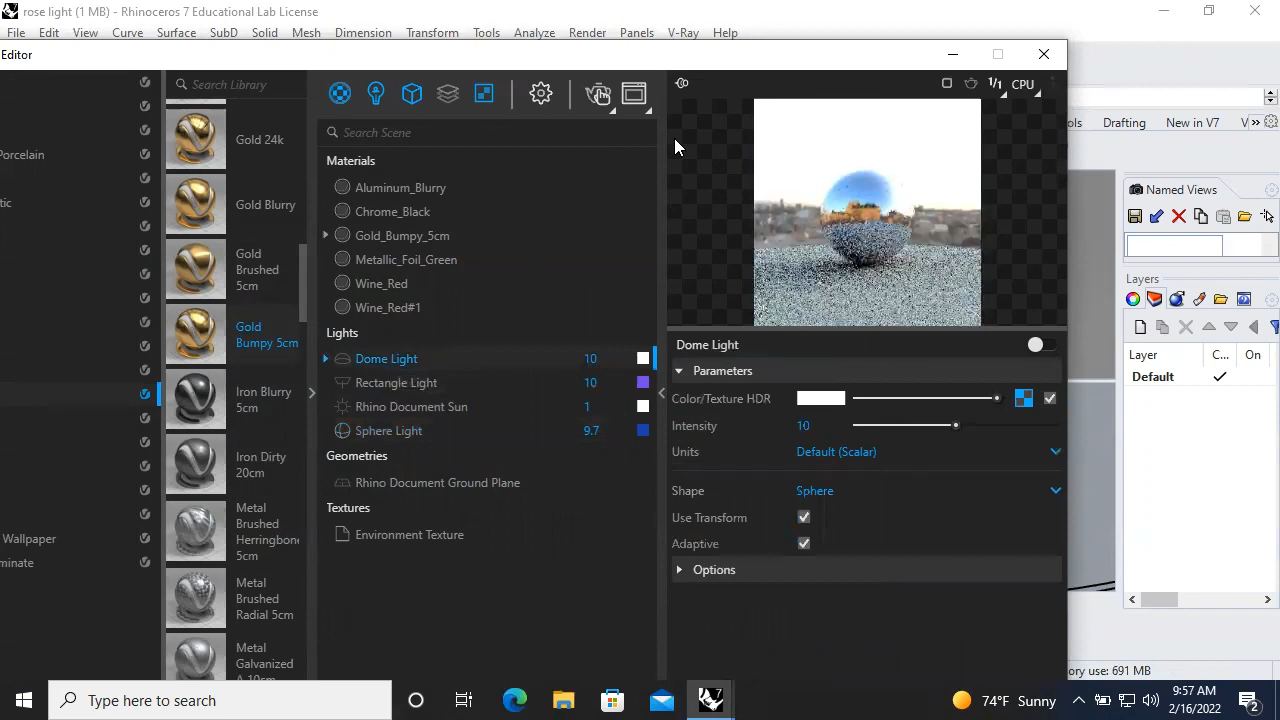 rose light (1 MB) - Rhinoceros 7 Educational Lab License
File Edit View Curve Surface SubD Solid Mesh Dimension Transform Tools Analyze Render Panels V-Ray Help
Editor
Search Library
1/1 CPU
ols Drafting New in V7 V »
Search Scene
Gold 24k
Porcelain
Materials
Named Views
Aluminum_Blurry
tic
Gold Blurry
Chrome_Black
Gold_Bumpy_5cm
Gold
Brushed
5cm
Metallic_Foil_Green
Wine_Red
Layers
Wine_Red#1
Gold
Bumpy 5cm
Lights
Dome Light
Layer C... On
Dome Light 10
Parameters
Default
Rectangle Light 10
Iron Blurry
5cm
Color/Texture HDR
Rhino Document Sun 1
Intensity 10
Sphere Light 9.7
Units Default (Scalar)
Geometries
Iron Dirty
20cm
Rhino Document Ground Plane
Shape Sphere
Textures
Metal
Brushed
Herringbone
5cm
Use Transform
Environment Texture
Wallpaper
Adaptive
minate
Options
Metal
Brushed
Radial 5cm
Metal
Galvanized
A 10cm
ory use: 691 MB
Type here to search
74°F Sunny
9:57 AM
2/16/2022
2